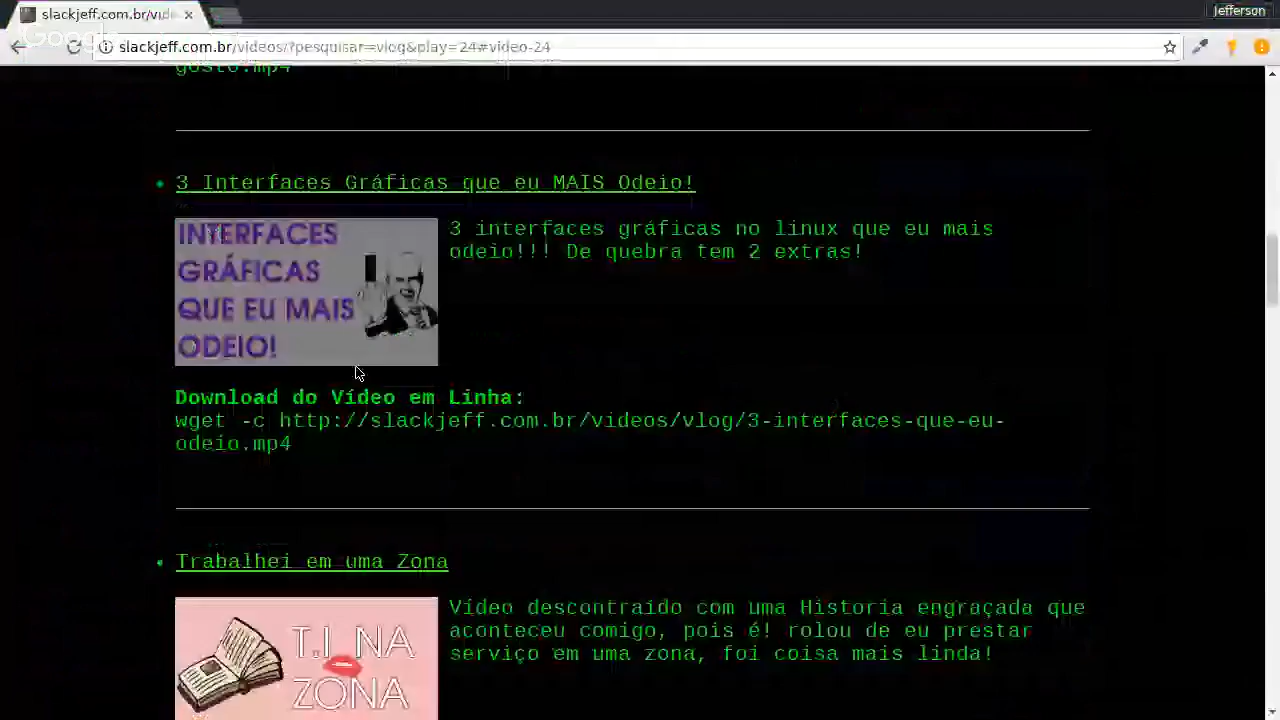 slackjeff.com.br/vide
Jefferson
Google
slackjeff.com.br/videos/?pesquisar=vlog&play=24#video-24
gosto.mp4
3 Interfaces Gráficas que eu MAIS Odeio!
INTERFACES
GRÁFICAS
QUE EU MAIS
ODEIO!
3 interfaces gráficas no linux que eu mais
odeio!!! De quebra tem 2 extras!
Download do Vídeo em Linha:
wget -c http://slackjeff.com.br/videos/vlog/3-interfaces-que-eu-
odeio.mp4
Trabalhei em uma Zona
T.I NA
ZONA
Vídeo descontraido com uma Historia engraçada que
aconteceu comigo, pois é! rolou de eu prestar
serviço em uma zona, foi coisa mais linda!